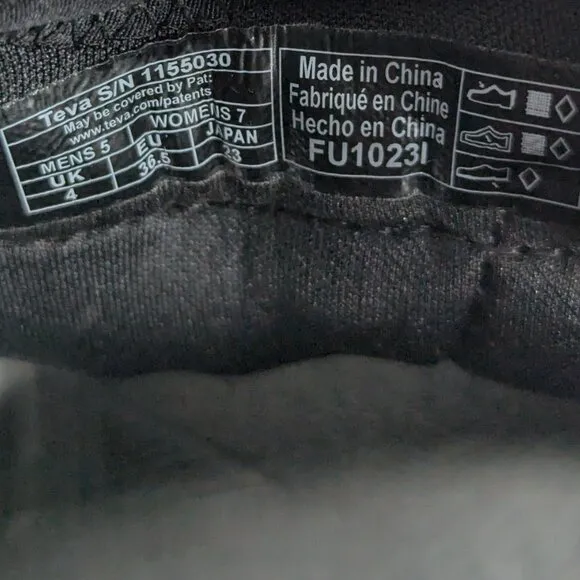 Teva S/N 1155030
May be covered by Pat:
www.teva.com/patents
MENS 5 WOMENS 7
UK EU JAPAN
4 36.5 23
Made in China
Fabriqué en Chine
Hecho en China
FU1023I